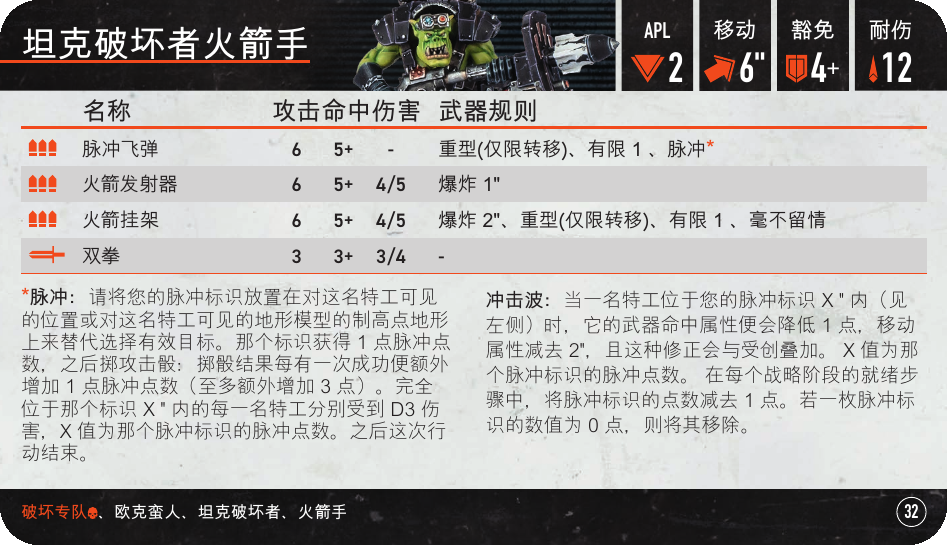 坦克破坏者火箭手
APL 移动 豁免 耐伤
2 6" 4+ 12
名称 攻击 命中 伤害 武器规则
脉冲飞弹 6 5+ - 重型(仅限转移)、有限 1 、脉冲*
火箭发射器 6 5+ 4/5 爆炸 1"
火箭挂架 6 5+ 4/5 爆炸 2"、重型(仅限转移)、有限 1 、毫不留情
双拳 3 3+ 3/4 -
*脉冲：请将您的脉冲标识放置在对这名特工可见
的位置或对这名特工可见的地形模型的制高点地形
上来替代选择有效目标。那个标识获得 1 点脉冲点
数，之后掷攻击骰：掷骰结果每有一次成功便额外
增加 1 点脉冲点数（至多额外增加 3 点）。完全
位于那个标识 X " 内的每一名特工分别受到 D3 伤
害，X 值为那个脉冲标识的脉冲点数。之后这次行
动结束。
冲击波：当一名特工位于您的脉冲标识 X " 内（见
左侧）时，它的武器命中属性便会降低 1 点，移动
属性减去 2"，且这种修正会与受创叠加。 X 值为那
个脉冲标识的脉冲点数。 在每个战略阶段的就绪步
骤中，将脉冲标识的点数减去 1 点。若一枚脉冲标
识的数值为 0 点，则将其移除。
破坏专队、欧克蛮人、坦克破坏者、火箭手
32